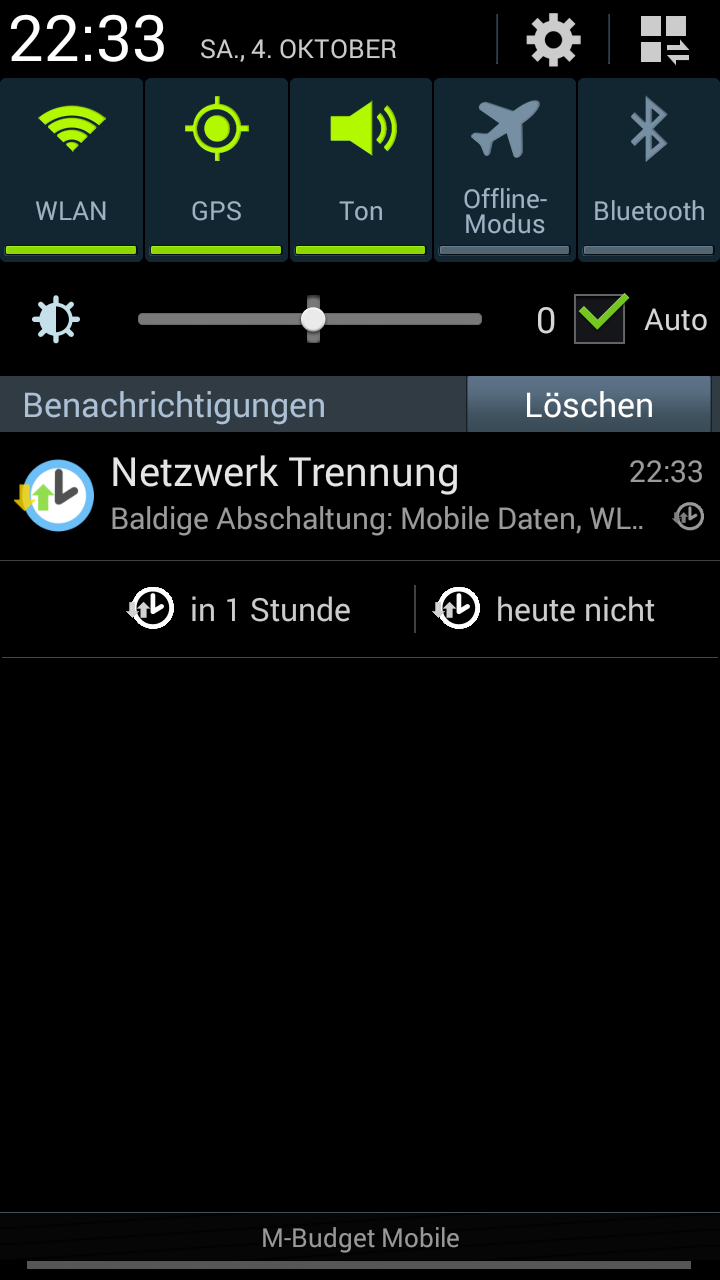 22:33 SA., 4. OKTOBER
WLAN
GPS
Ton
Offline-
Modus
Bluetooth
0 Auto
Benachrichtigungen Löschen
Netzwerk Trennung 22:33
Baldige Abschaltung: Mobile Daten, WL..
in 1 Stunde heute nicht
M-Budget Mobile